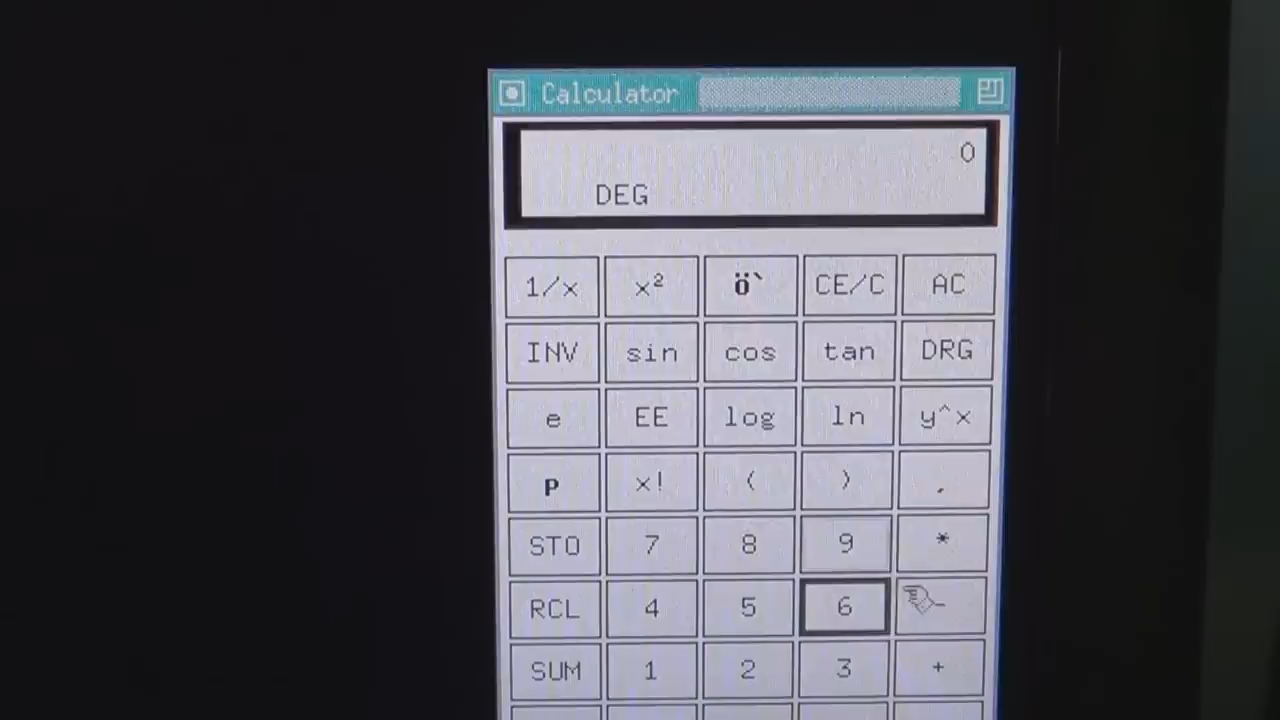 Calculator
0
DEG
1/x x² ö` CE/C AC
INV sin cos tan DRG
e EE log ln y^x
p x! ( ) ,
STO 7 8 9 *
RCL 4 5 6 -
SUM 1 2 3 +